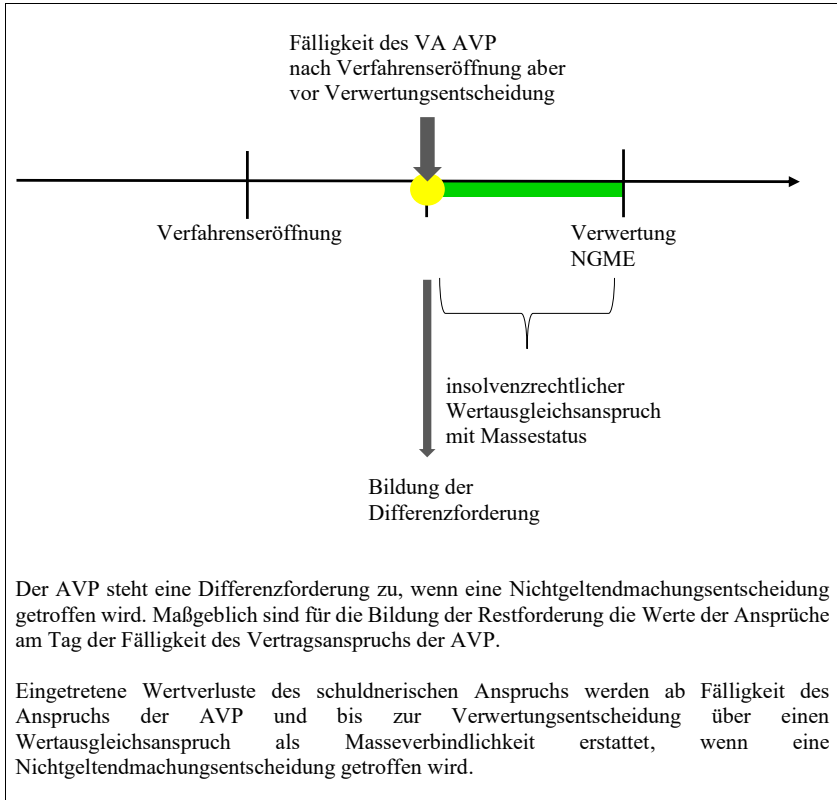 Fälligkeit des VA AVP
nach Verfahrenseröffnung aber
vor Verwertungsentscheidung
Verfahrenseröffnung
Verwertung
NGME
insolvenzrechtlicher
Wertausgleichsanspruch
mit Massestatus
Bildung der
Differenzforderung
Der AVP steht eine Differenzforderung zu, wenn eine Nichtgeltendmachungsentscheidung
getroffen wird. Maßgeblich sind für die Bildung der Restforderung die Werte der Ansprüche
am Tag der Fälligkeit des Vertragsanspruchs der AVP.
Eingetretene Wertverluste des schuldnerischen Anspruchs werden ab Fälligkeit des
Anspruchs der AVP und bis zur Verwertungsentscheidung über einen
Wertausgleichsanspruch als Masseverbindlichkeit erstattet, wenn eine
Nichtgeltendmachungsentscheidung getroffen wird.